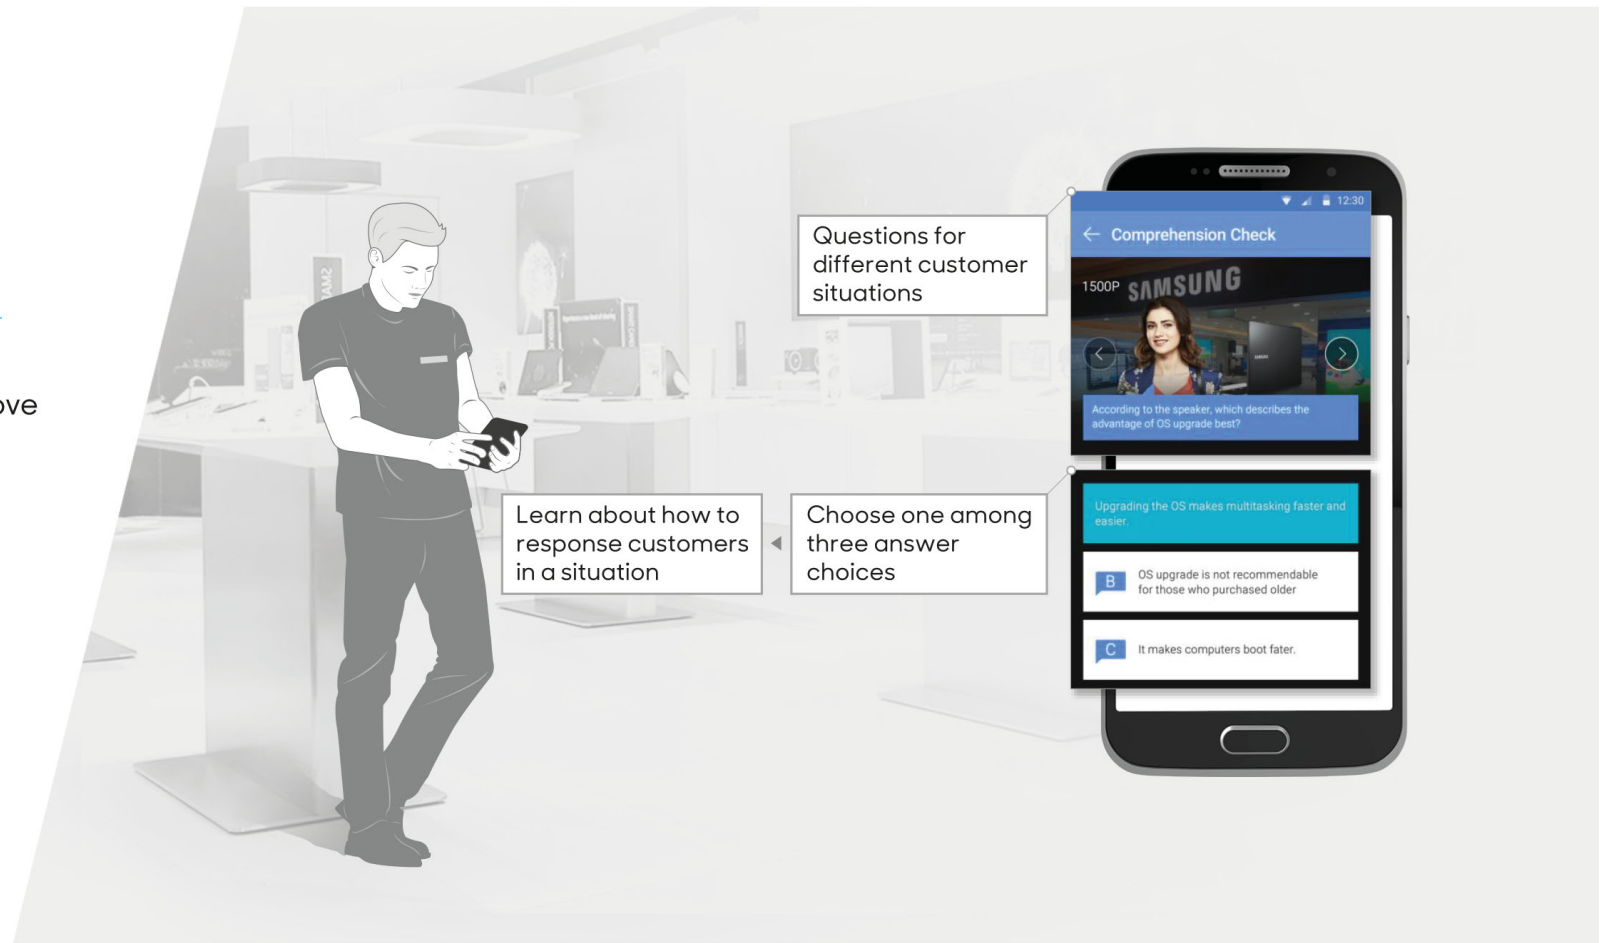 ove
Questions for
different customer
situations
Learn about how to
response customers
in a situation
Choose one among
three answer
choices
12:30
Comprehension Check
1500P
SAMSUNG
SAMSUNG
According to the speaker, which describes the
advantage of OS upgrade best?
Upgrading the OS makes multitasking faster and
easier.
B
OS upgrade is not recommendable
for those who purchased older
C
It makes computers boot fater.